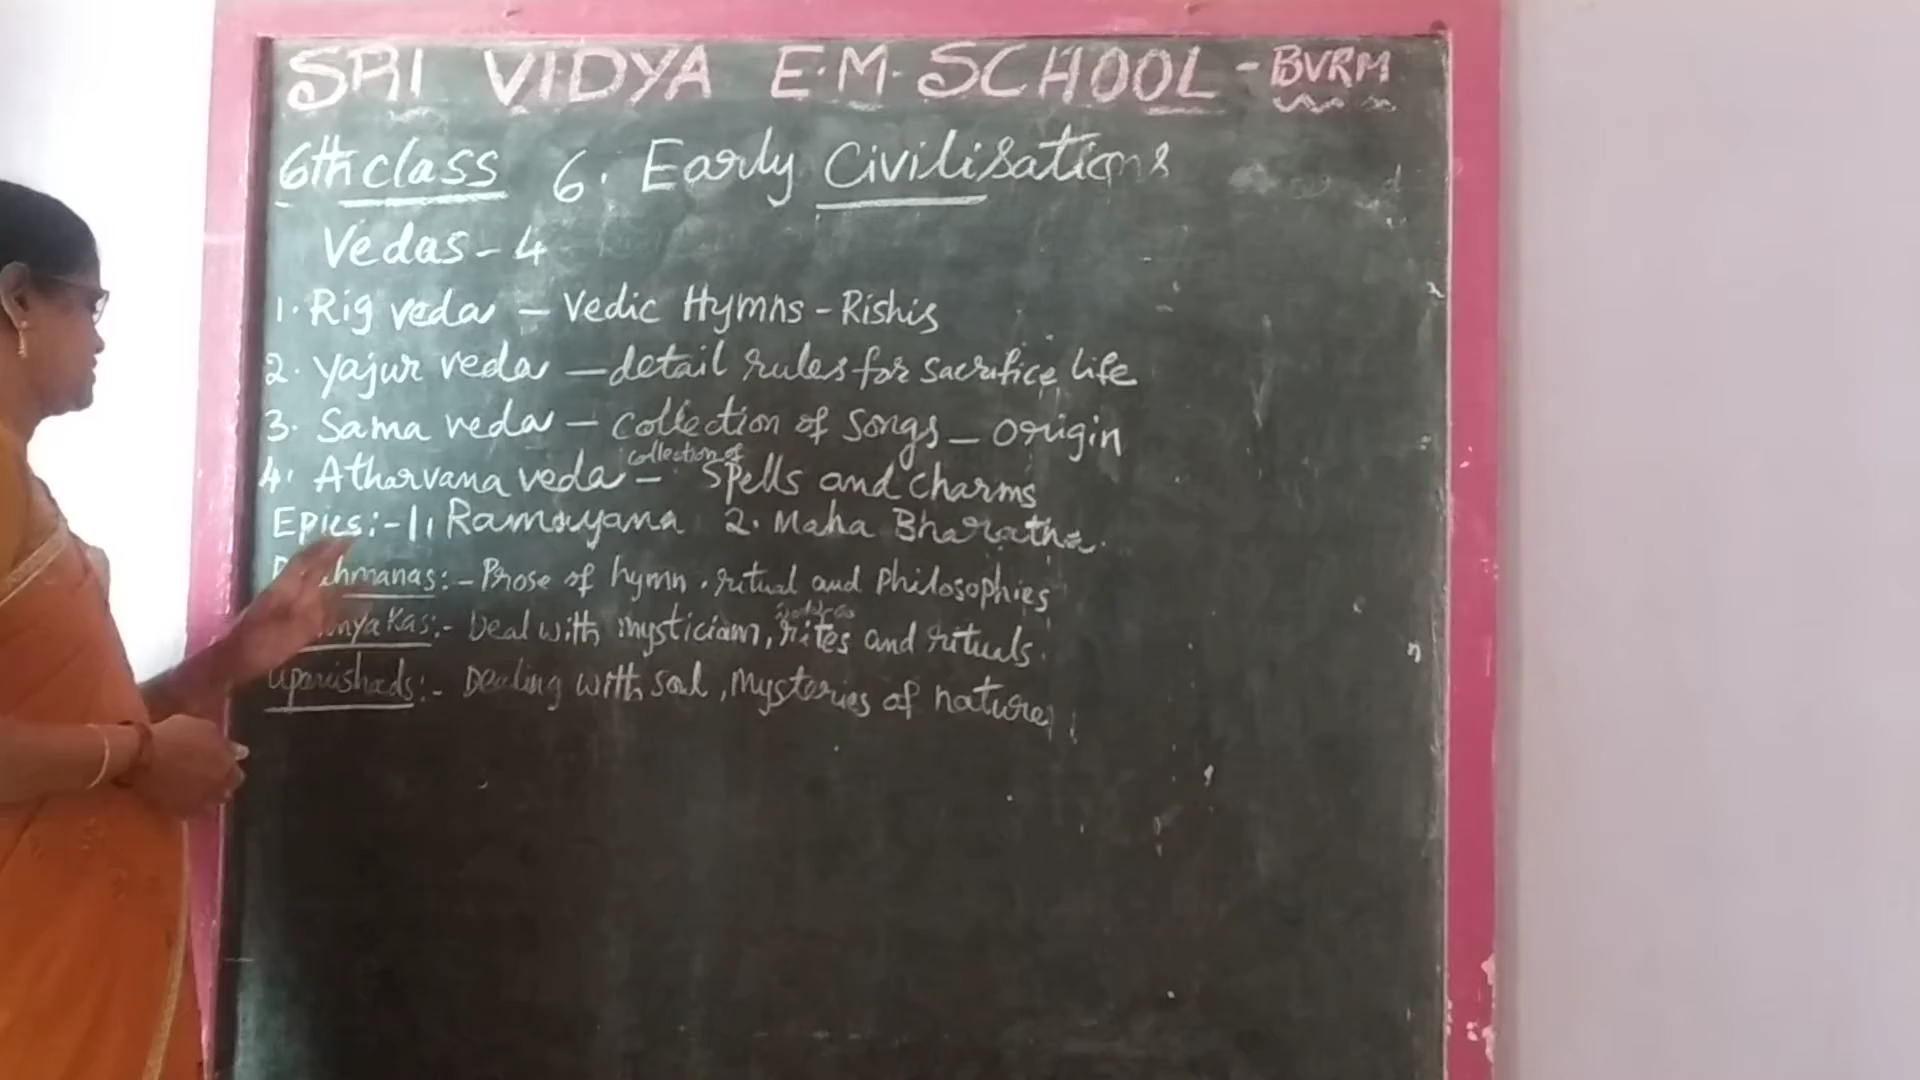 SRI VIDYA E.M. SCHOOL - BVRM
6th class 6. Early Civilisations
Vedas - 4
1. Rig veda - Vedic Hymns - Rishis
2. Yajur veda - detail rules for sacrifice life
3. Sama veda - collection of songs - origin
4. Atharvana veda - collection of spells and charms
Epics:- 1. Ramayana 2. Maha Bharatha.
hmanas:- Prose of hymn. ritual and Philosophies
nyakas:- Deal with mysticism, rites and rituals.
Upanishads:- Dealing with soul, Mysteries of nature